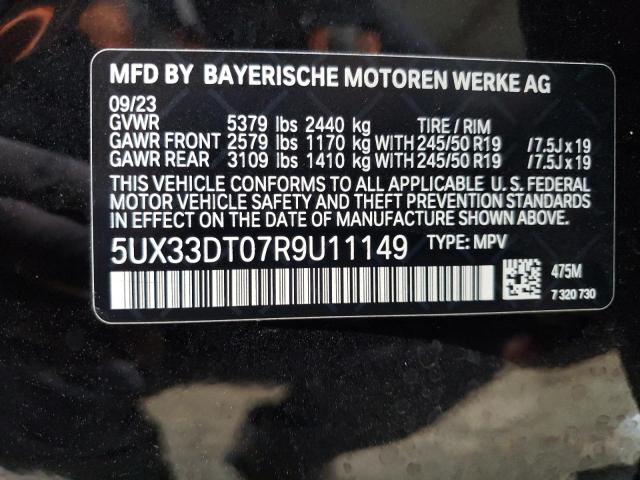 MFD BY BAYERISCHE MOTOREN WERKE AG
09/23
GVWR 5379 lbs 2440 kg TIRE / RIM
GAWR FRONT 2579 lbs 1170 kg WITH 245/50 R19 /7.5J x 19
GAWR REAR 3109 lbs 1410 kg WITH 245/50 R19 /7.5J x 19
THIS VEHICLE CONFORMS TO ALL APPLICABLE U. S. FEDERAL
MOTOR VEHICLE SAFETY AND THEFT PREVENTION STANDARDS
IN EFFECT ON THE DATE OF MANUFACTURE SHOWN ABOVE.
5UX33DT07R9U11149 TYPE: MPV
475M
7 320 730